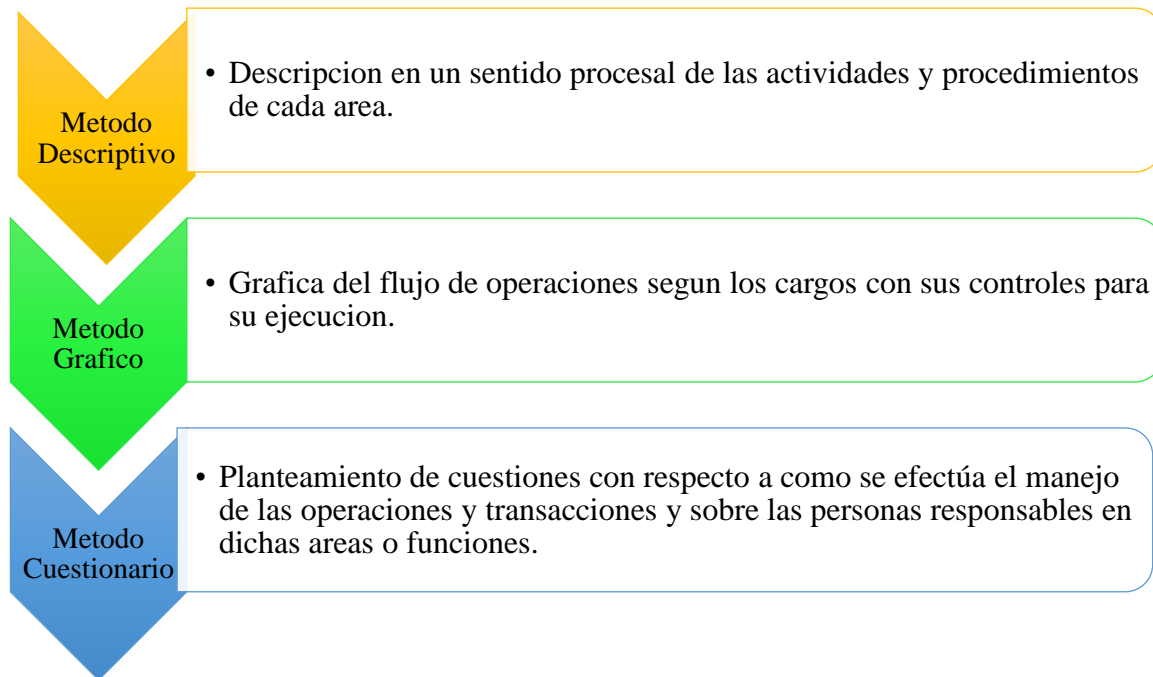 Metodo
Descriptivo
• Descripcion en un sentido procesal de las actividades y procedimientos
de cada area.
Metodo
Grafico
• Grafica del flujo de operaciones segun los cargos con sus controles para
su ejecucion.
Metodo
Cuestionario
• Planteamiento de cuestiones con respecto a como se efectúa el manejo
de las operaciones y transacciones y sobre las personas responsables en
dichas areas o funciones.